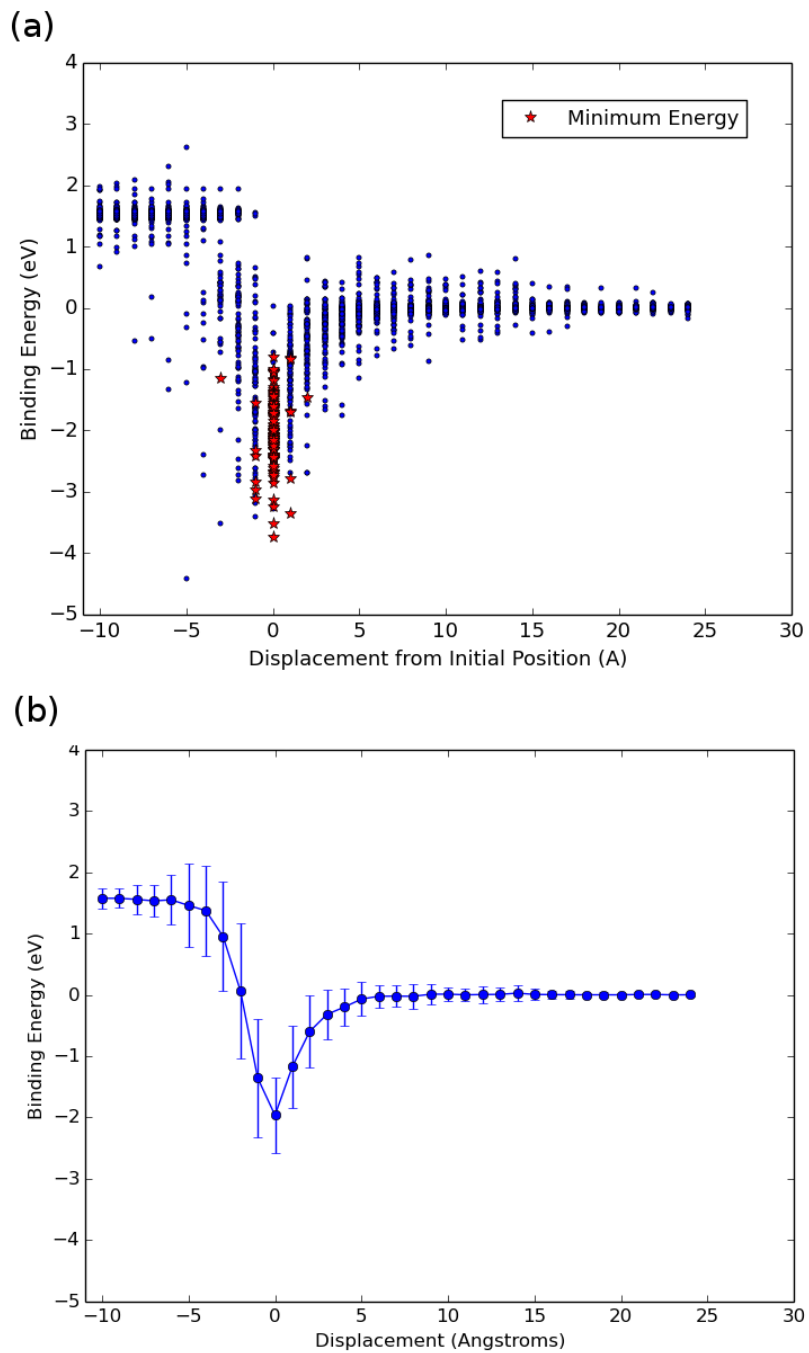 (a)
4
3
2
1
0
−1
−2
−3
−4
−5
Binding Energy (eV)
Minimum Energy
−10 −5 0 5 10 15 20 25 30
Displacement from Initial Position (A)
(b)
4
3
2
1
0
−1
−2
−3
−4
−5
Binding Energy (eV)
−10 −5 0 5 10 15 20 25 30
Displacement (Angstroms)